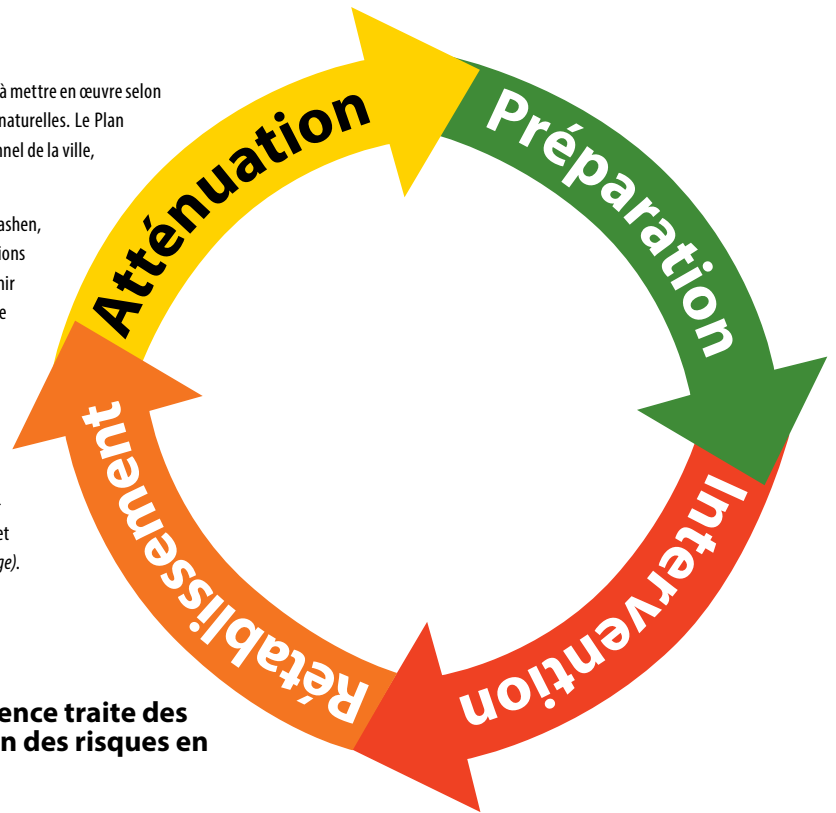 à mettre en œuvre selon
naturelles. Le Plan
nnel de la ville,
ashen,
ions
nir
e
et
ge).
ence traite des
n des risques en
Atténuation
Préparation
Intervention
Rétablissement